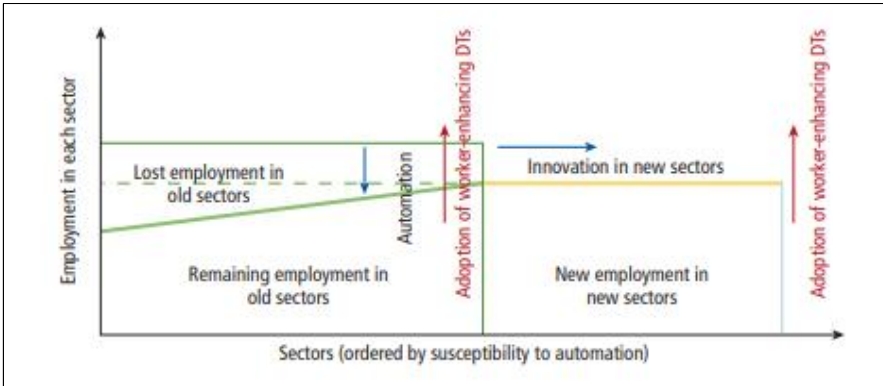 Employment in each sector
Lost employment in
old sectors
Automation
Adoption of worker-enhancing DTs
Innovation in new sectors
Adoption of worker-enhancing DTs
Remaining employment in
old sectors
New employment in
new sectors
Sectors (ordered by susceptibility to automation)